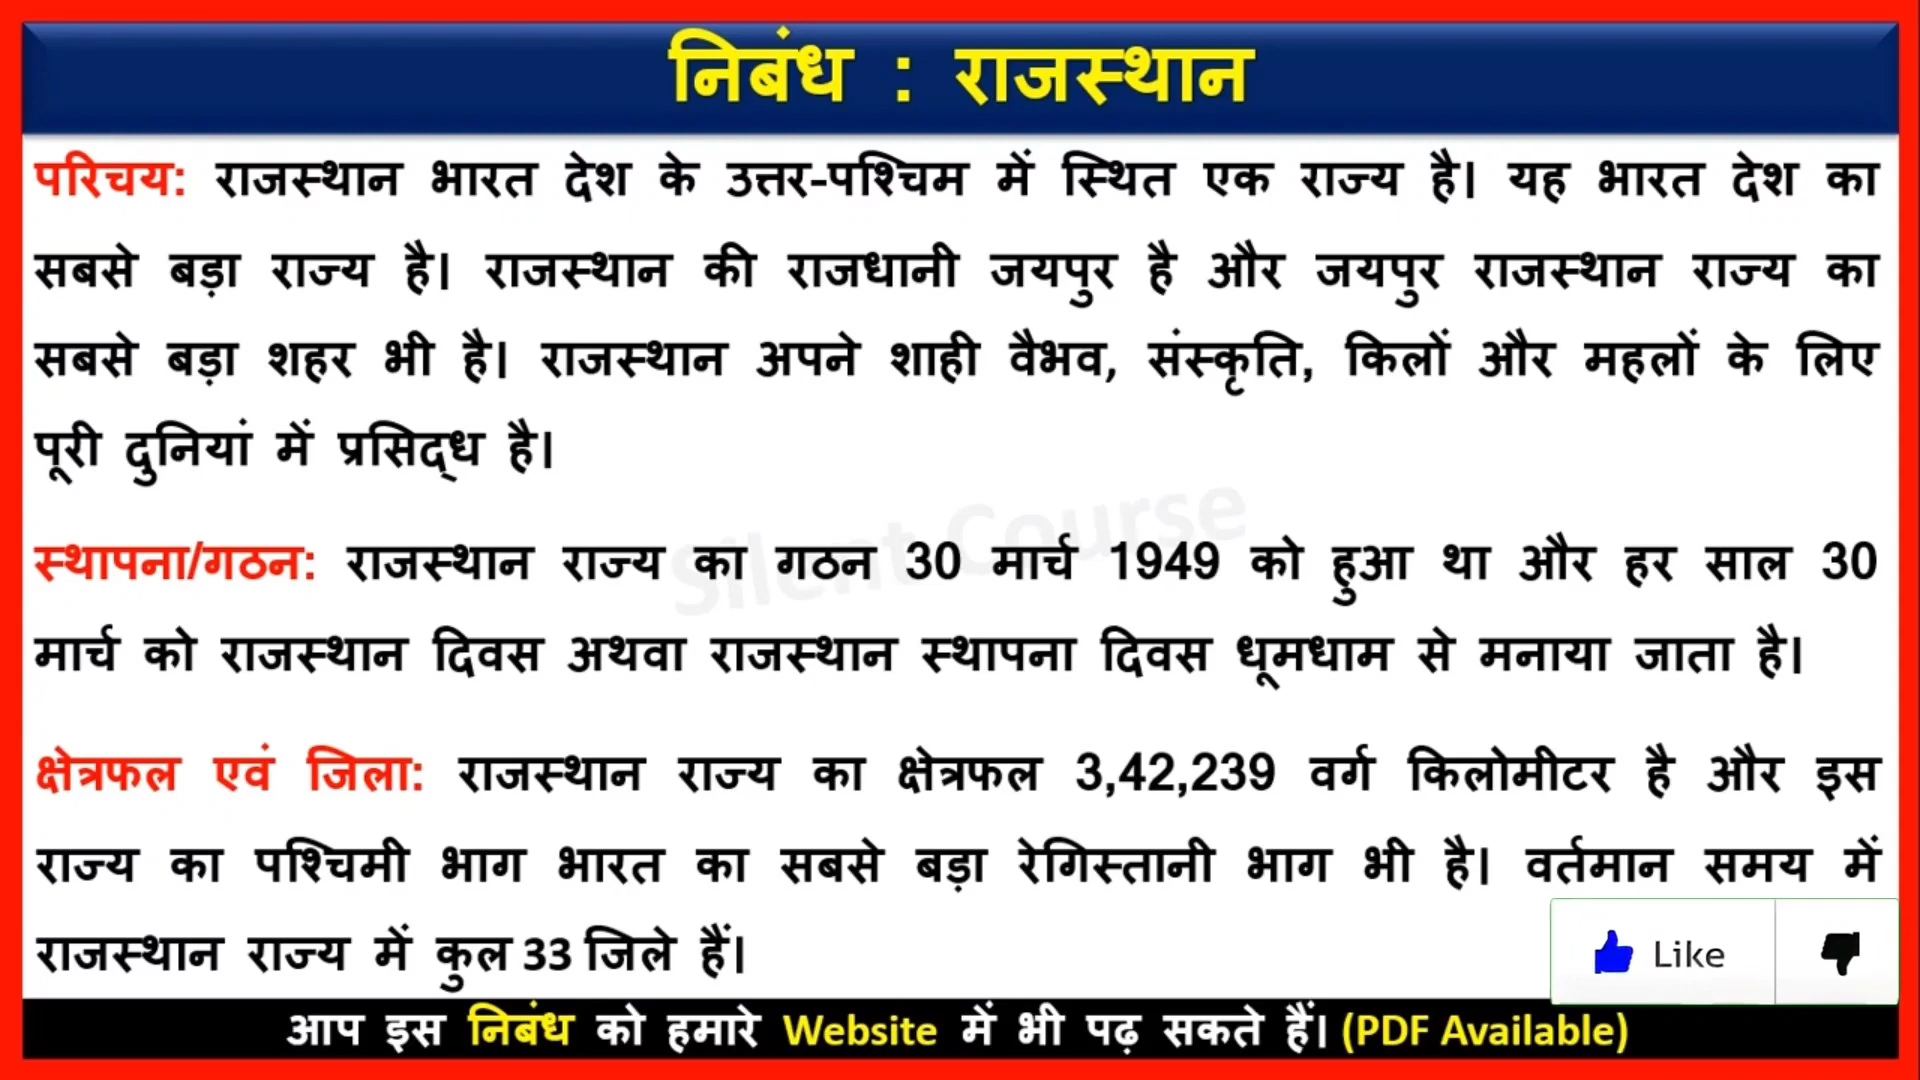 निबंध : राजस्थान
परिचय: राजस्थान भारत देश के उत्तर-पश्चिम में स्थित एक राज्य है। यह भारत देश का
सबसे बड़ा राज्य है। राजस्थान की राजधानी जयपुर है और जयपुर राजस्थान राज्य का
सबसे बड़ा शहर भी है। राजस्थान अपने शाही वैभव, संस्कृति, किलों और महलों के लिए
पूरी दुनियां में प्रसिद्ध है।
Silent Course
स्थापना/गठन: राजस्थान राज्य का गठन 30 मार्च 1949 को हुआ था और हर साल 30
मार्च को राजस्थान दिवस अथवा राजस्थान स्थापना दिवस धूमधाम से मनाया जाता है।
क्षेत्रफल एवं जिला: राजस्थान राज्य का क्षेत्रफल 3,42,239 वर्ग किलोमीटर है और इस
राज्य का पश्चिमी भाग भारत का सबसे बड़ा रेगिस्तानी भाग भी है। वर्तमान समय में
राजस्थान राज्य में कुल 33 जिले हैं।
Like
आप इस निबंध को हमारे Website में भी पढ़ सकते हैं। (PDF Available)